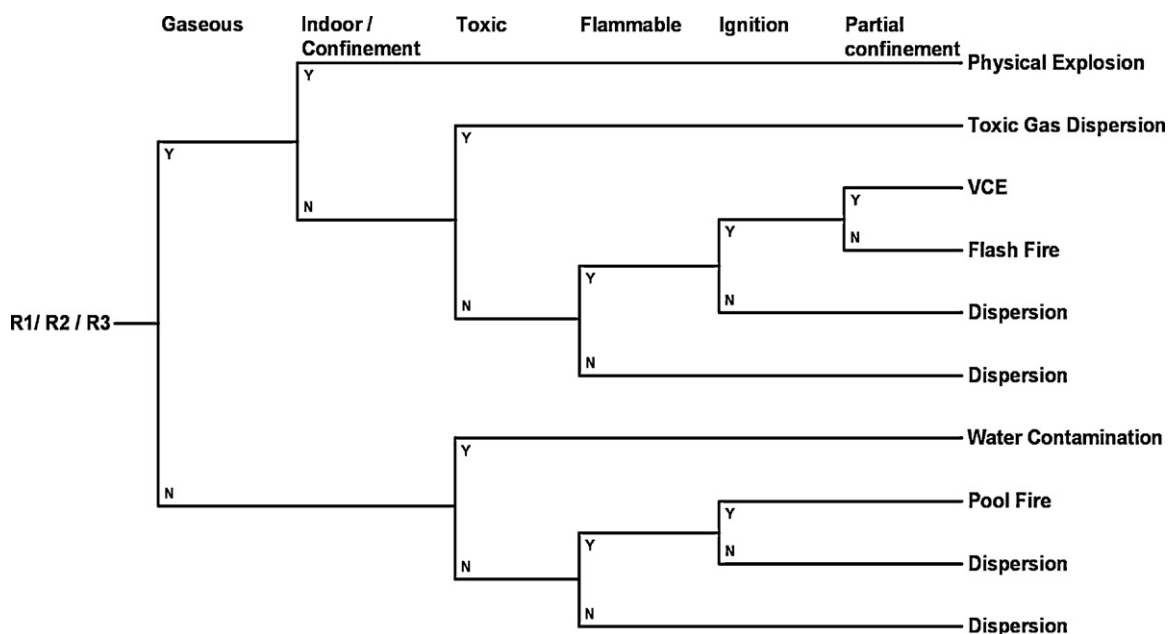 Gaseous
Indoor /
Confinement
Toxic
Flammable
Ignition
Partial
confinement
Y
Physical Explosion
Y
Toxic Gas Dispersion
Y
VCE
Y
N
Y
N
Flash Fire
Y
N
N
Dispersion
R1/ R2 / R3
N
Dispersion
Y
Water Contamination
N
Y
Pool Fire
Y
N
N
Dispersion
N
Dispersion